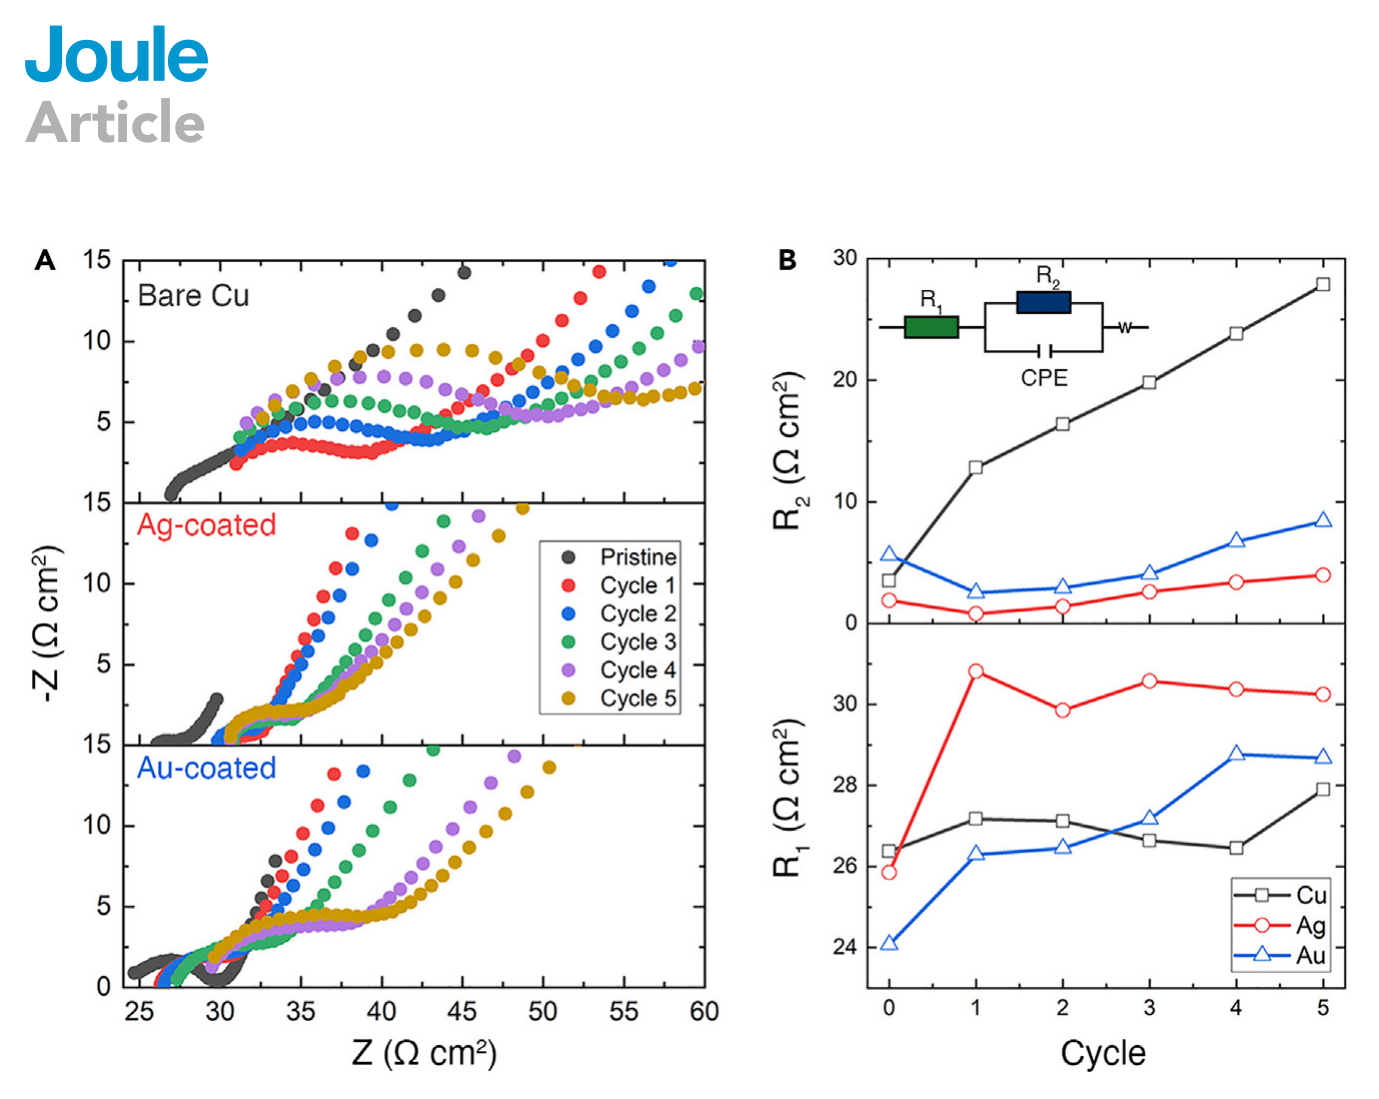 Joule
Article
A
15
Bare Cu
10
5
15
Ag-coated
10
5
15
Au-coated
10
5
0
25 30 35 40 45 50 55 60
Z (Ω cm²)
-Z (Ω cm²)
Pristine
Cycle 1
Cycle 2
Cycle 3
Cycle 4
Cycle 5
B
30
20
10
0
R₂ (Ω cm²)
R₁
R₂
CPE
w
30
28
26
24
R₁ (Ω cm²)
Cu
Ag
Au
0 1 2 3 4 5
Cycle